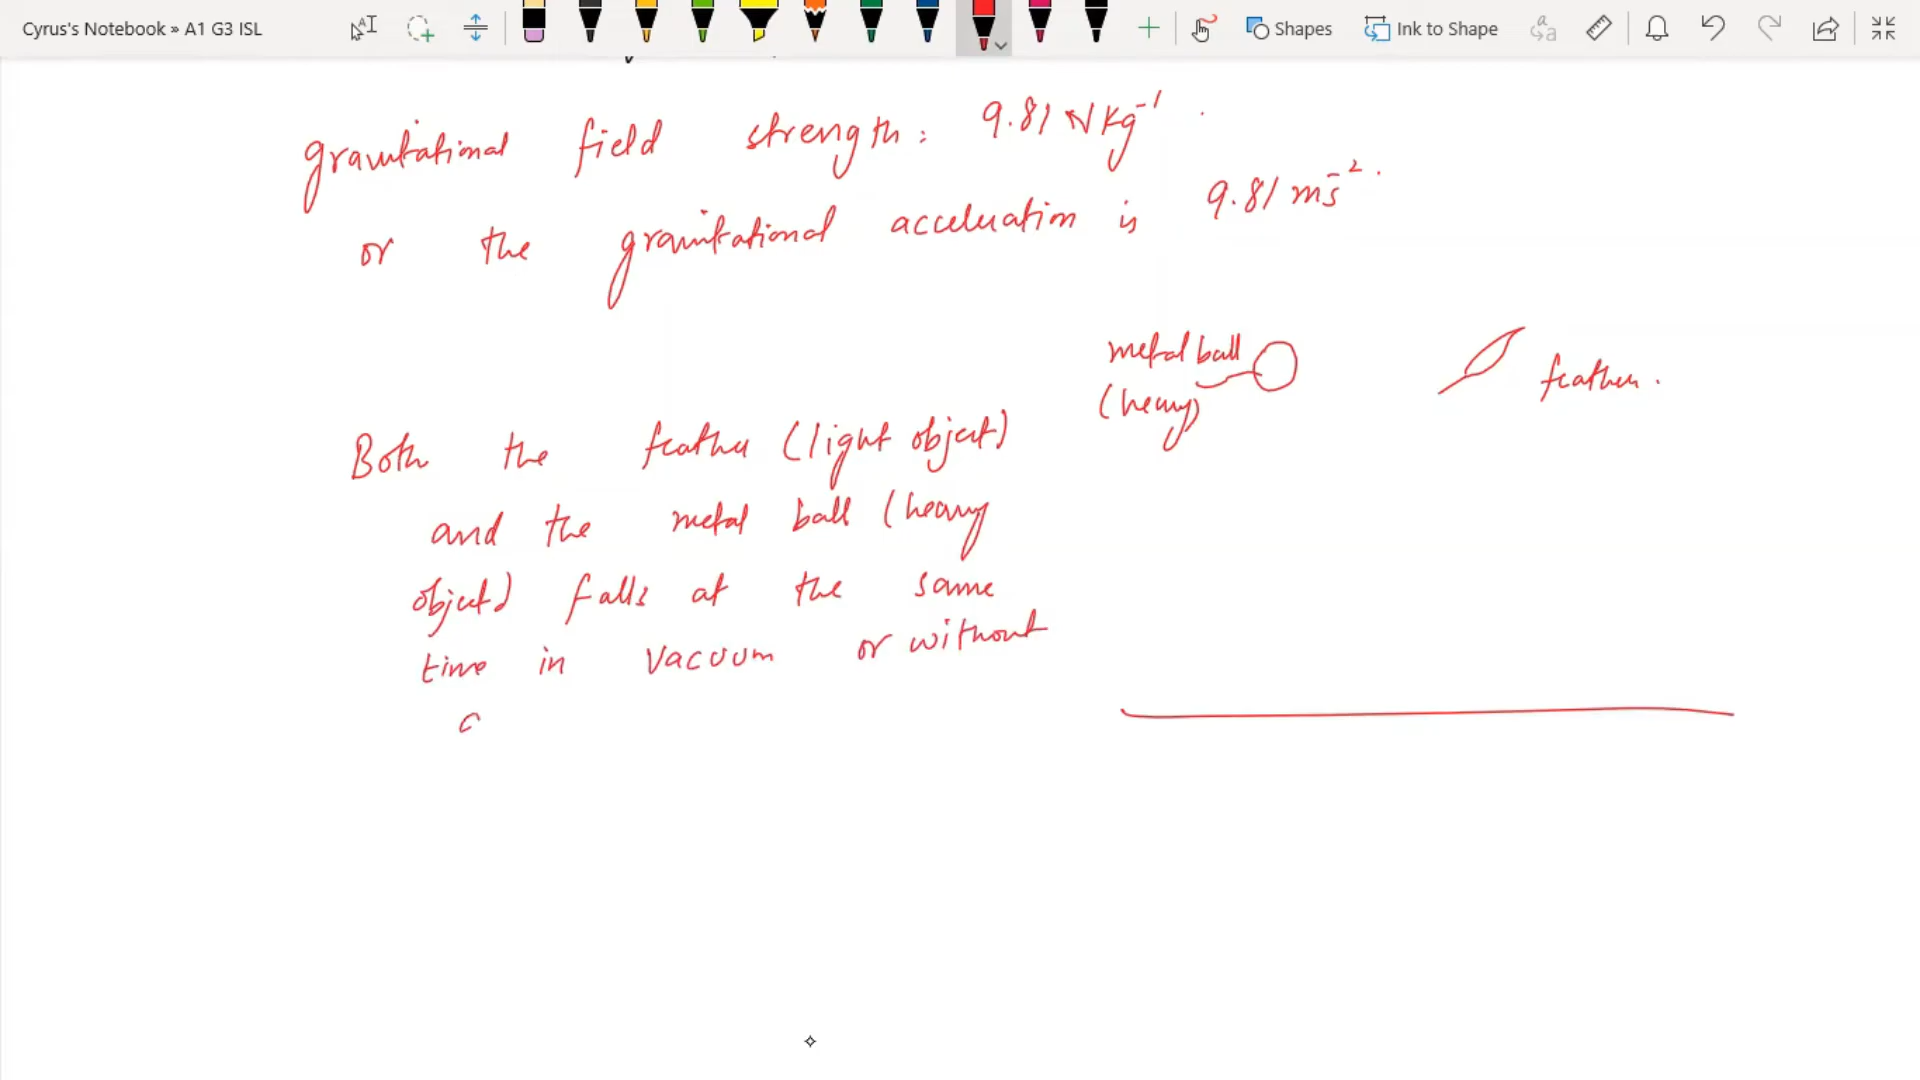 Cyrus's Notebook » A1 G3 ISL
Shapes
Ink to Shape
gravitational field strength: 9.81 N kg⁻¹.
or the gravitational acceleration is 9.81 ms⁻².
metal ball
(heavy)
feather.
Both the feather (light object)
and the metal ball (heavy
object) falls at the same
time in vacuum or without